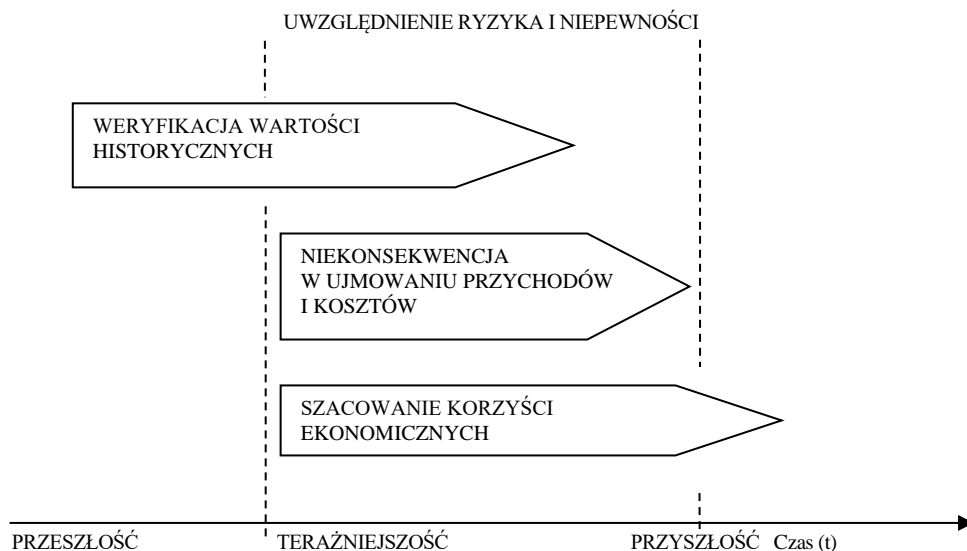 UWZGLĘDNIENIE RYZYKA I NIEPEWNOŚCI
WERYFIKACJA WARTOŚCI
HISTORYCZNYCH
NIEKONSEKWENCJA
W UJMOWANIU PRZYCHODÓW
I KOSZTÓW
SZACOWANIE KORZYŚCI
EKONOMICZNYCH
PRZESZŁOŚĆ TERAŹNIEJSZOŚĆ PRZYSZŁOŚĆ Czas (t)